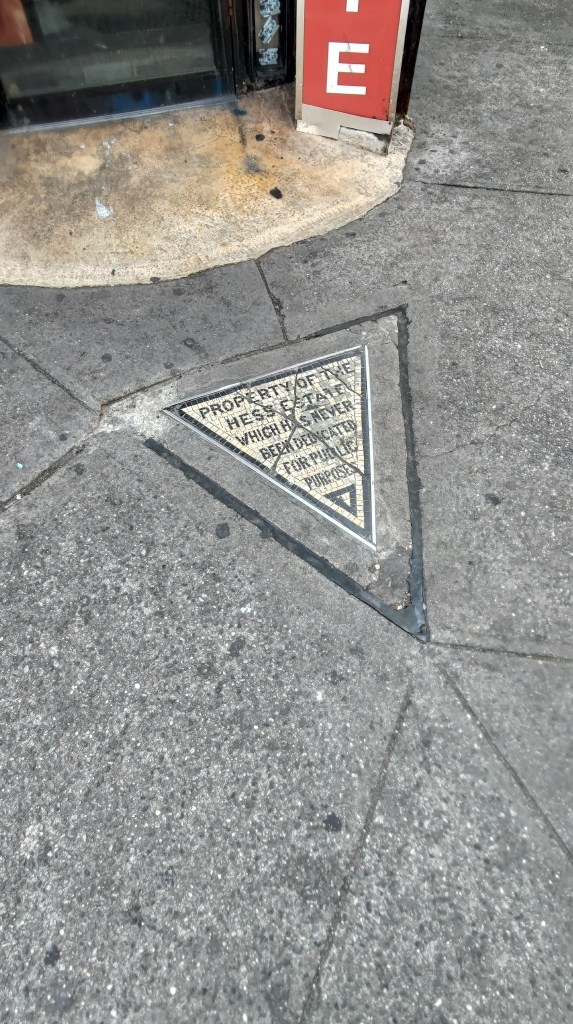 E
PROPERTY OF THE
HESS ESTATE
WHICH HAS NEVER
BEEN DEDICATED
FOR PUBLIC
PURPOSES